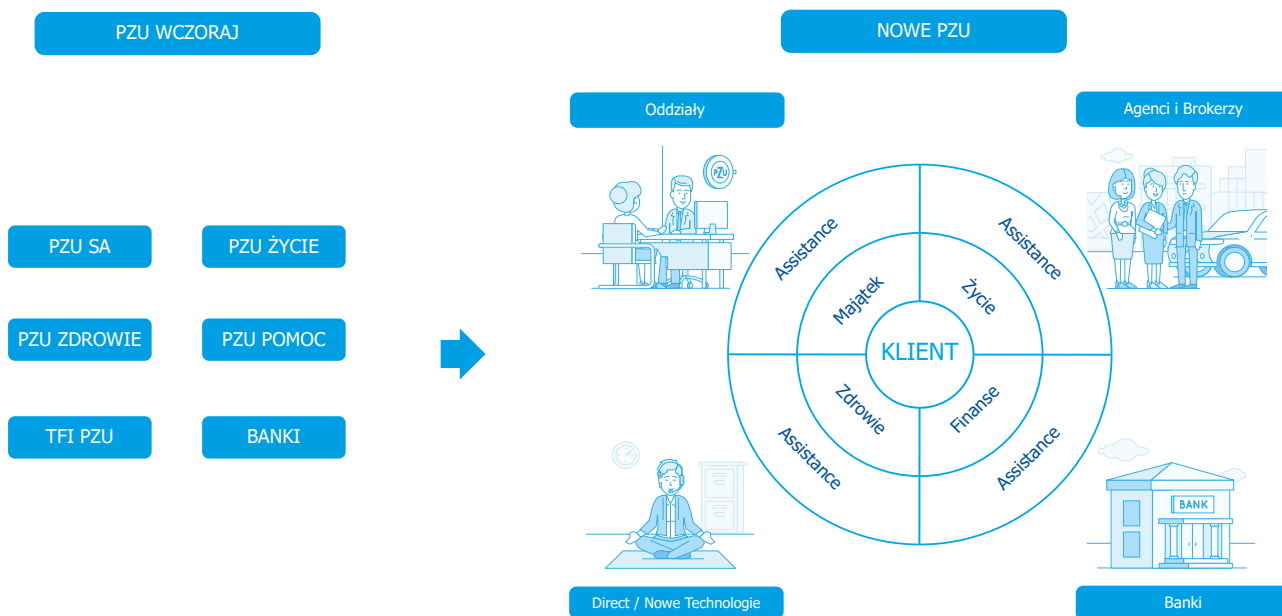 PZU WCZORAJ
NOWE PZU
Oddziały
Agenci i Brokerzy
PZU
PZU SA
PZU ŻYCIE
PZU ZDROWIE
PZU POMOC
TFI PZU
BANKI
Assistance
Assistance
Majątek
Życie
KLIENT
Zdrowie
Finanse
Assistance
Assistance
BANK
Direct / Nowe Technologie
Banki